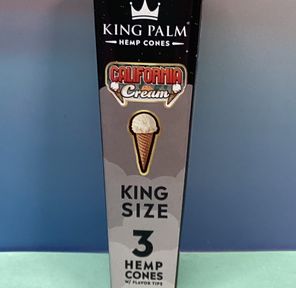 KING PALM
HEMP CONES
CALIFORNIA
Cream
KING
SIZE
3
HEMP
CONES
W/ FLAVOR TIPS